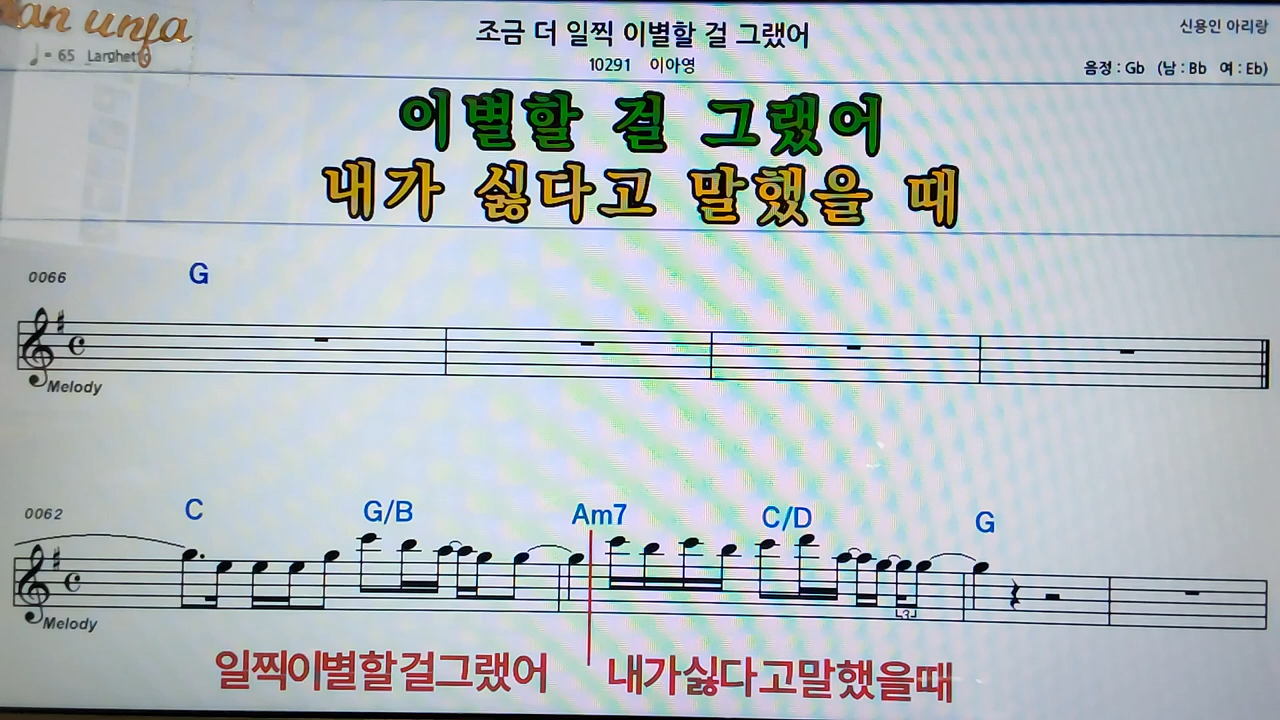 an unja
♩= 65 Larghetto
조금 더 일찍 이별할 걸 그랬어
10291 이아영
신용인 아리랑
음정 : Gb (남 : Bb 여 : Eb)
이별할 걸 그랬어
내가 싫다고 말했을 때
0066 G
Melody
0062 C G/B Am7 C/D G
3
Melody
일찍이별할걸그랬어 내가싫다고말했을때